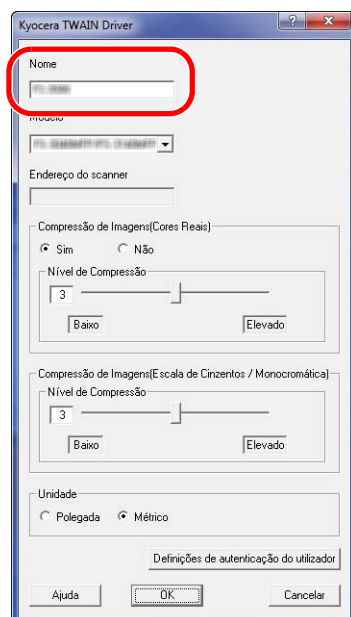 Kyocera TWAIN Driver
Nome
Modelo
Endereço do scanner
Compressão de Imagens(Cores Reais)
Sim Não
Nível de Compressão
3
Baixo Elevado
Compressão de Imagens(Escala de Cinzentos / Monocromática)
Nível de Compressão
3
Baixo Elevado
Unidade
Polegada Métrico
Definições de autenticação do utilizador
Ajuda OK Cancelar